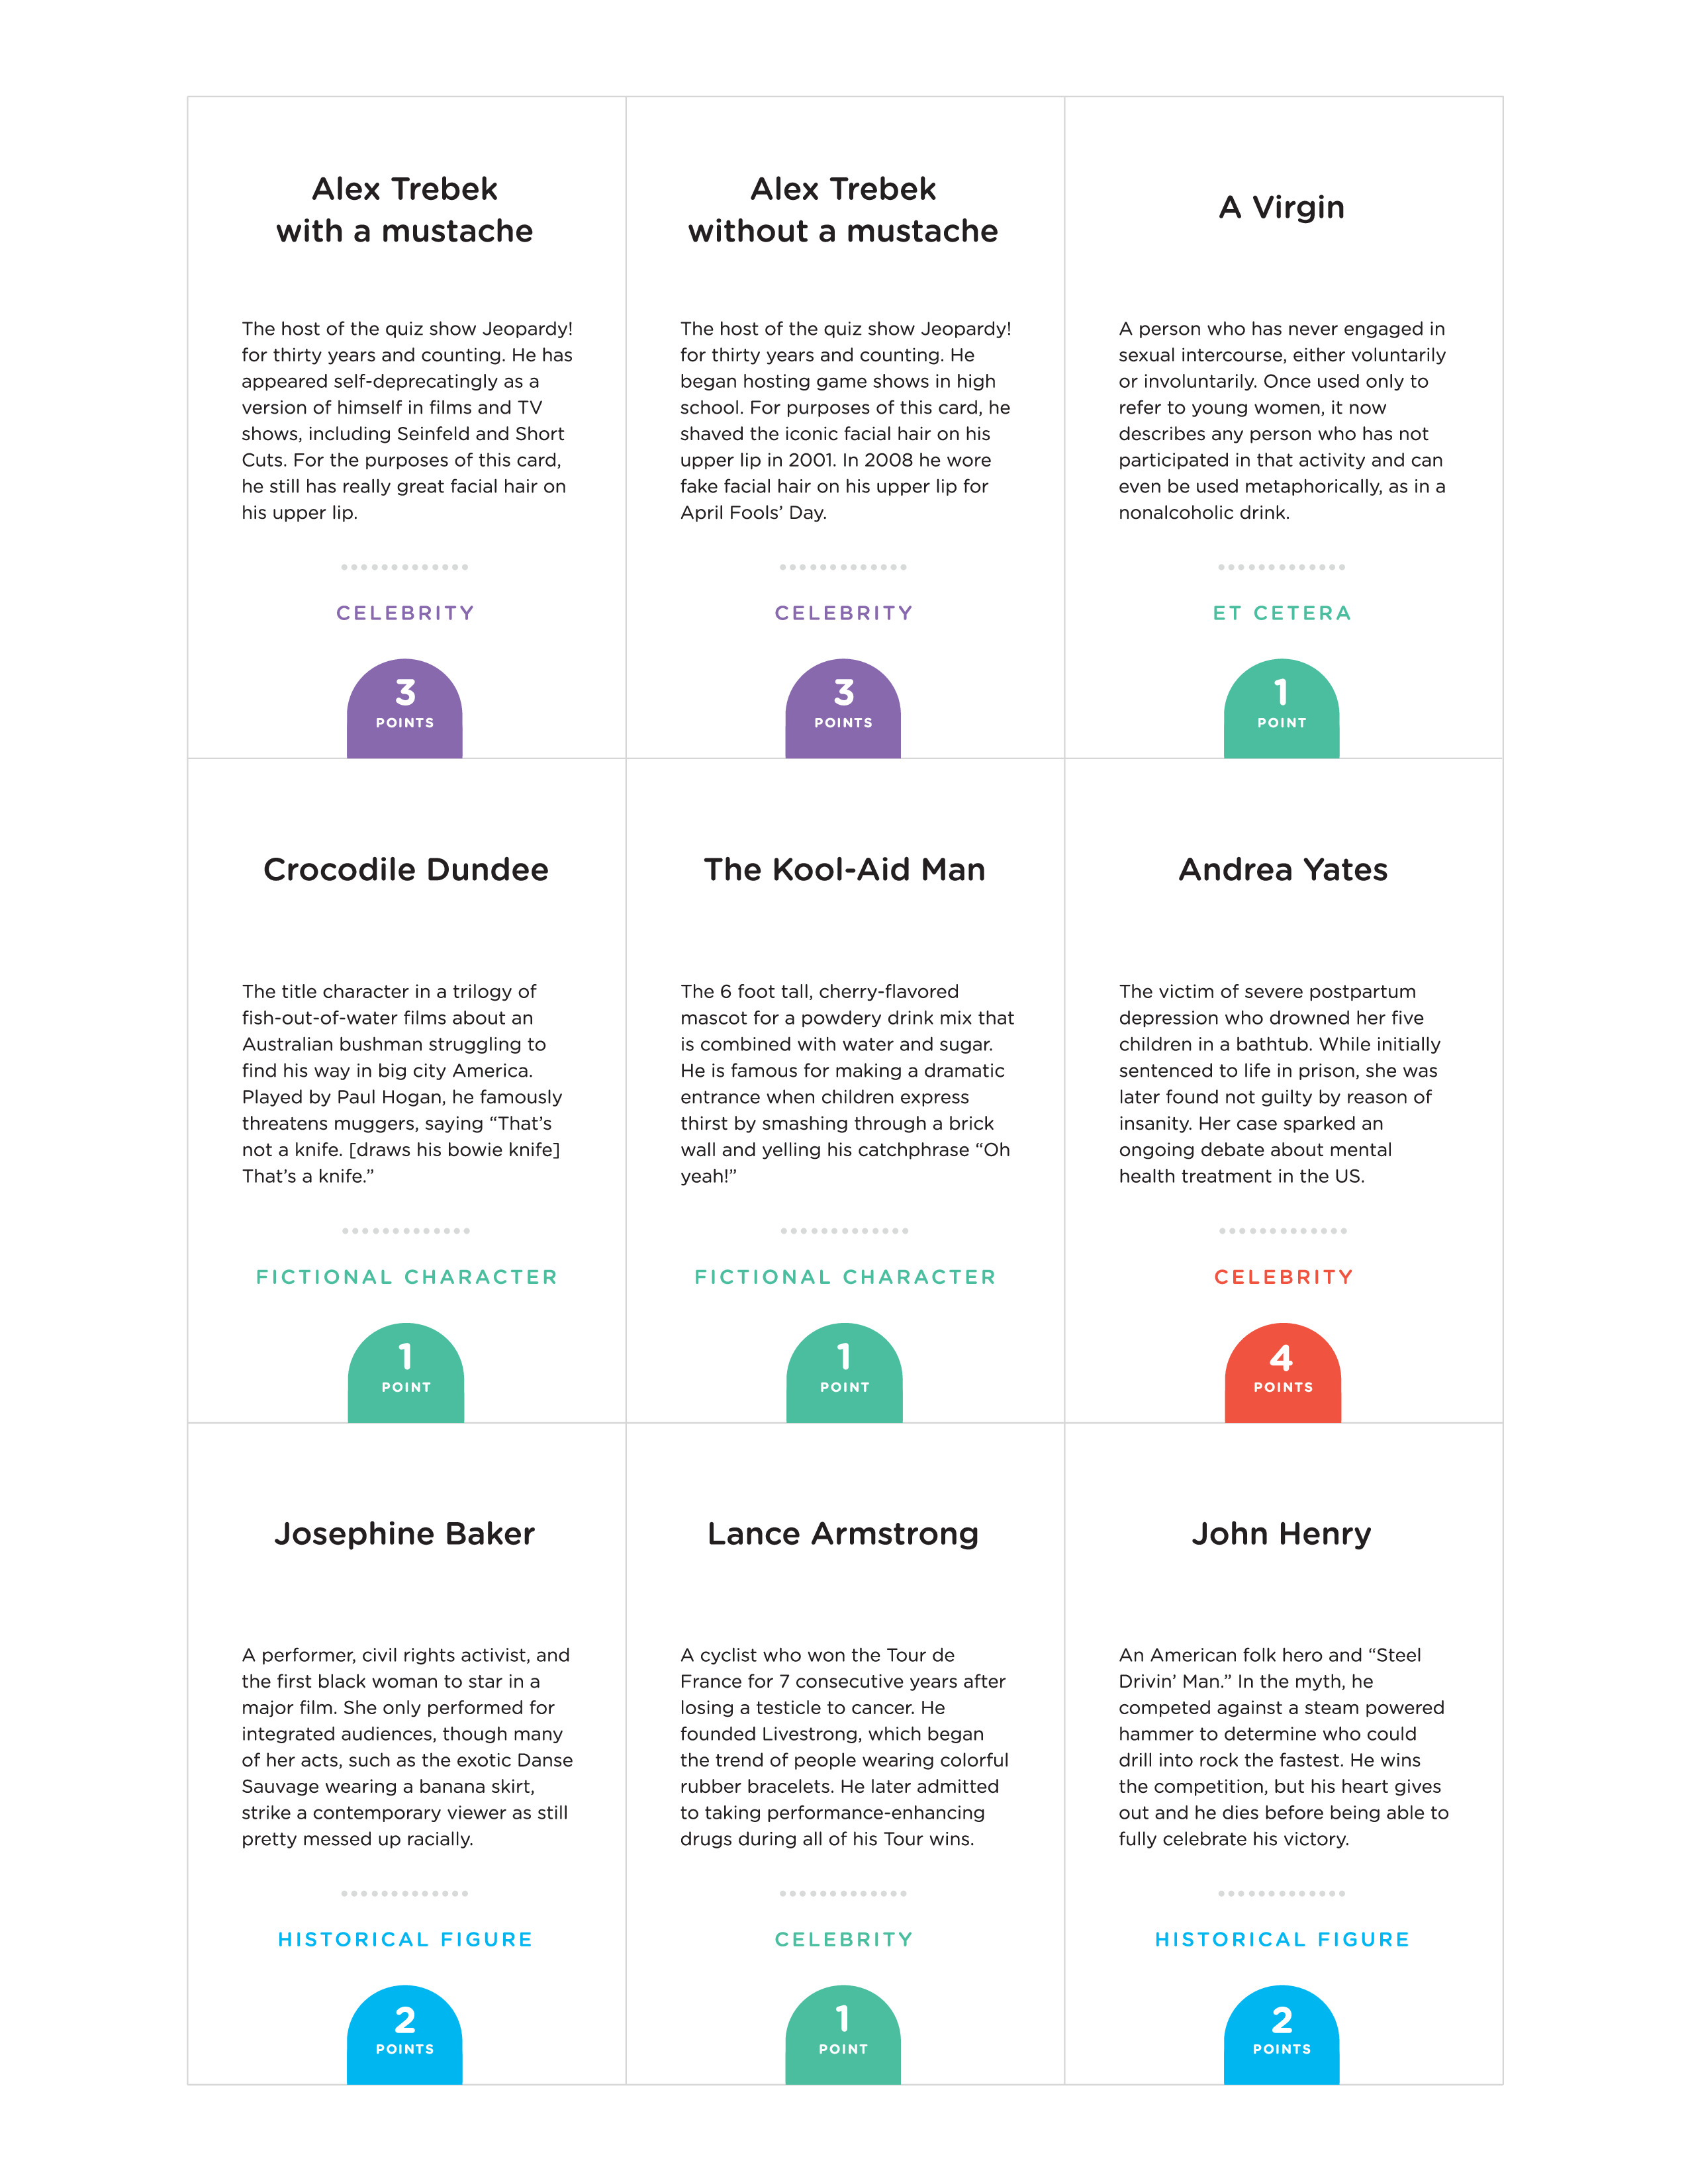 Alex Trebek
with a mustache
The host of the quiz show Jeopardy!
for thirty years and counting. He has
appeared self-deprecatingly as a
version of himself in films and TV
shows, including Seinfeld and Short
Cuts. For the purposes of this card,
he still has really great facial hair on
his upper lip.
CELEBRITY
3
POINTS
Alex Trebek
without a mustache
The host of the quiz show Jeopardy!
for thirty years and counting. He
began hosting game shows in high
school. For purposes of this card, he
shaved the iconic facial hair on his
upper lip in 2001. In 2008 he wore
fake facial hair on his upper lip for
April Fools’ Day.
CELEBRITY
3
POINTS
A Virgin
A person who has never engaged in
sexual intercourse, either voluntarily
or involuntarily. Once used only to
refer to young women, it now
describes any person who has not
participated in that activity and can
even be used metaphorically, as in a
nonalcoholic drink.
ET CETERA
1
POINT
Crocodile Dundee
The title character in a trilogy of
fish-out-of-water films about an
Australian bushman struggling to
find his way in big city America.
Played by Paul Hogan, he famously
threatens muggers, saying “That’s
not a knife. [draws his bowie knife]
That’s a knife.”
FICTIONAL CHARACTER
1
POINT
The Kool-Aid Man
The 6 foot tall, cherry-flavored
mascot for a powdery drink mix that
is combined with water and sugar.
He is famous for making a dramatic
entrance when children express
thirst by smashing through a brick
wall and yelling his catchphrase “Oh
yeah!”
FICTIONAL CHARACTER
1
POINT
Andrea Yates
The victim of severe postpartum
depression who drowned her five
children in a bathtub. While initially
sentenced to life in prison, she was
later found not guilty by reason of
insanity. Her case sparked an
ongoing debate about mental
health treatment in the US.
CELEBRITY
4
POINTS
Josephine Baker
A performer, civil rights activist, and
the first black woman to star in a
major film. She only performed for
integrated audiences, though many
of her acts, such as the exotic Danse
Sauvage wearing a banana skirt,
strike a contemporary viewer as still
pretty messed up racially.
HISTORICAL FIGURE
2
POINTS
Lance Armstrong
A cyclist who won the Tour de
France for 7 consecutive years after
losing a testicle to cancer. He
founded Livestrong, which began
the trend of people wearing colorful
rubber bracelets. He later admitted
to taking performance-enhancing
drugs during all of his Tour wins.
CELEBRITY
1
POINT
John Henry
An American folk hero and “Steel
Drivin’ Man.” In the myth, he
competed against a steam powered
hammer to determine who could
drill into rock the fastest. He wins
the competition, but his heart gives
out and he dies before being able to
fully celebrate his victory.
HISTORICAL FIGURE
2
POINTS